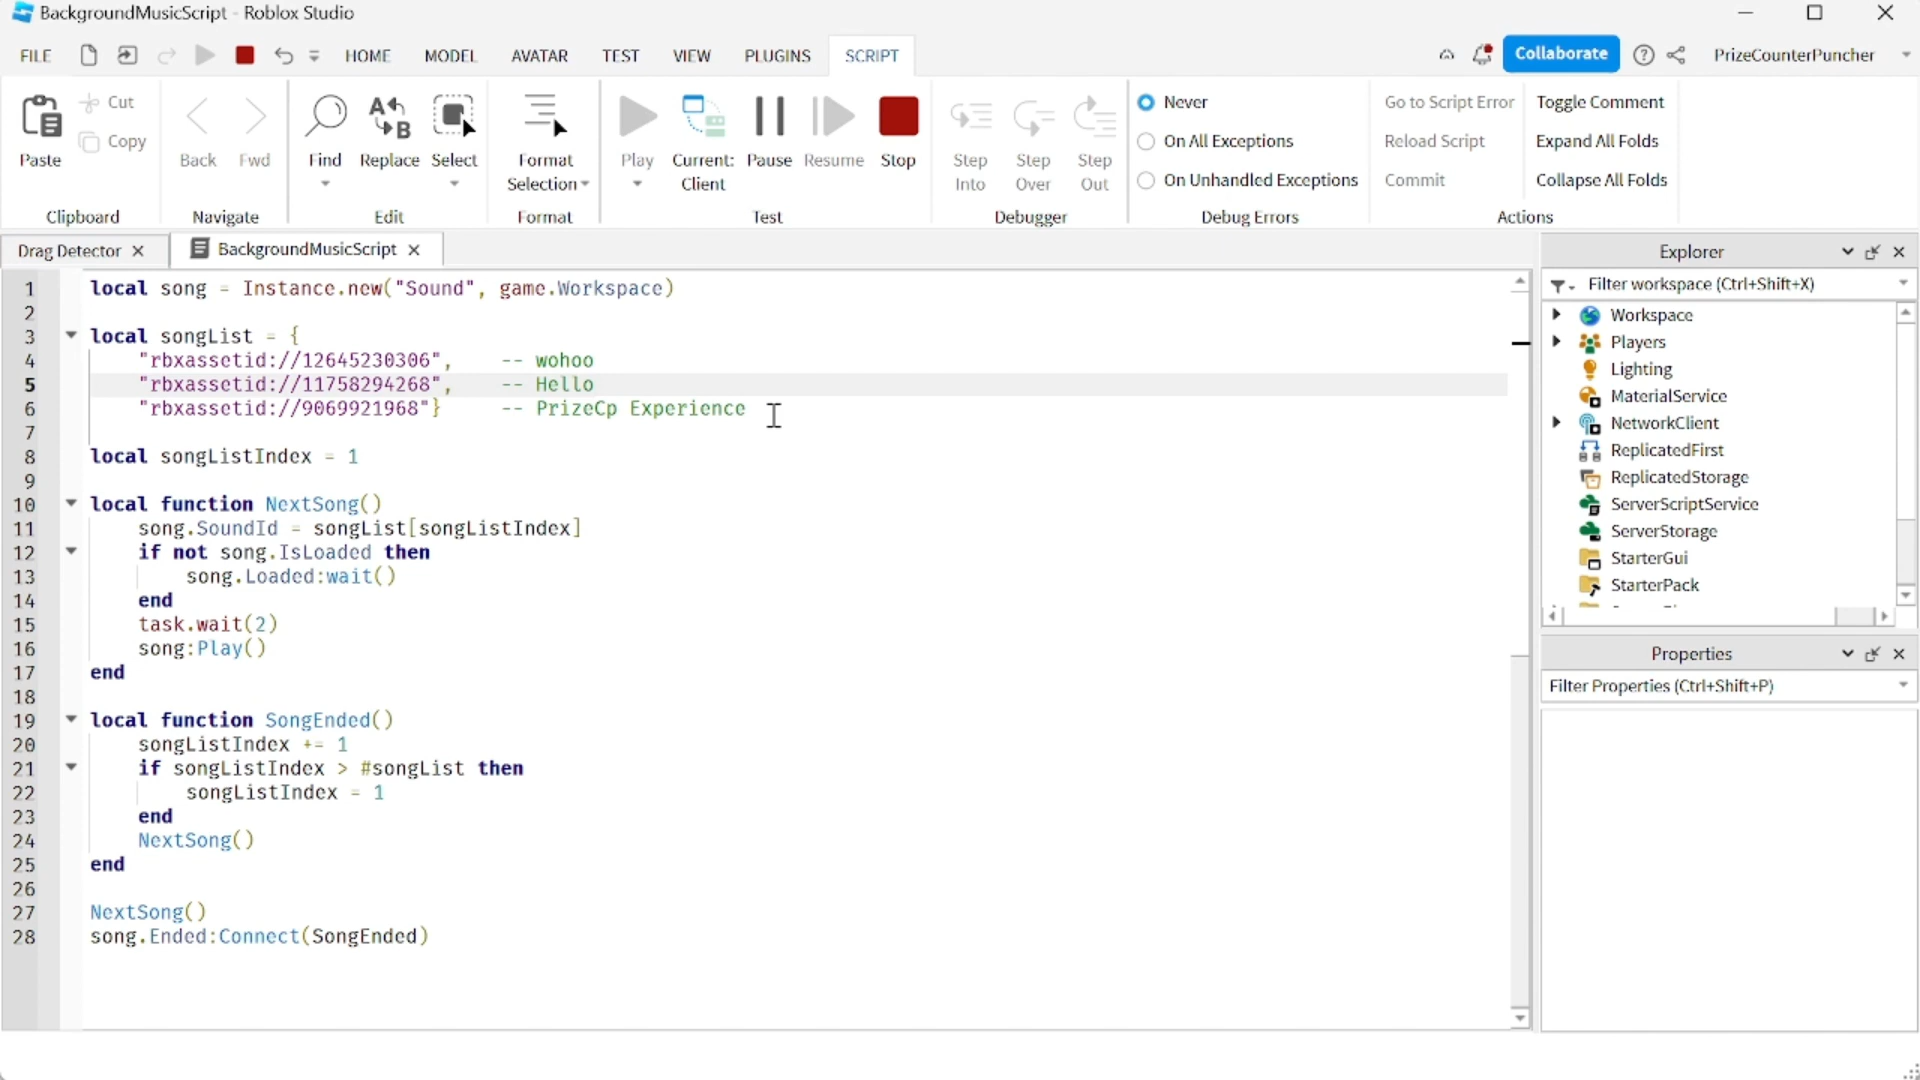 BackgroundMusicScript - Roblox Studio
FILE HOME MODEL AVATAR TEST VIEW PLUGINS SCRIPT Collaborate PrizeCounterPuncher
Paste Cut Copy
Clipboard
Back Fwd
Navigate
Find Replace Select
Edit
Format Selection
Format
Play Current: Client Pause Resume Stop
Test
Step Into Step Over Step Out
Debugger
Never
On All Exceptions
On Unhandled Exceptions
Debug Errors
Go to Script Error Toggle Comment
Reload Script Expand All Folds
Commit Collapse All Folds
Actions
Drag Detector BackgroundMusicScript
1 local song = Instance.new("Sound", game.Workspace)
2
3 local songList = {
4 "rbxassetid://12645230306", -- wohoo
5 "rbxassetid://11758294268", -- Hello
6 "rbxassetid://9069921968"} -- PrizeCp Experience
7
8 local songListIndex = 1
9
10 local function NextSong()
11 song.SoundId = songList[songListIndex]
12 if not song.IsLoaded then
13 song.Loaded:wait()
14 end
15 task.wait(2)
16 song:Play()
17 end
18
19 local function SongEnded()
20 songListIndex += 1
21 if songListIndex > #songList then
22 songListIndex = 1
23 end
24 NextSong()
25 end
26
27 NextSong()
28 song.Ended:Connect(SongEnded)
Explorer
Filter workspace (Ctrl+Shift+X)
Workspace
Players
Lighting
MaterialService
NetworkClient
ReplicatedFirst
ReplicatedStorage
ServerScriptService
ServerStorage
StarterGui
StarterPack
Properties
Filter Properties (Ctrl+Shift+P)